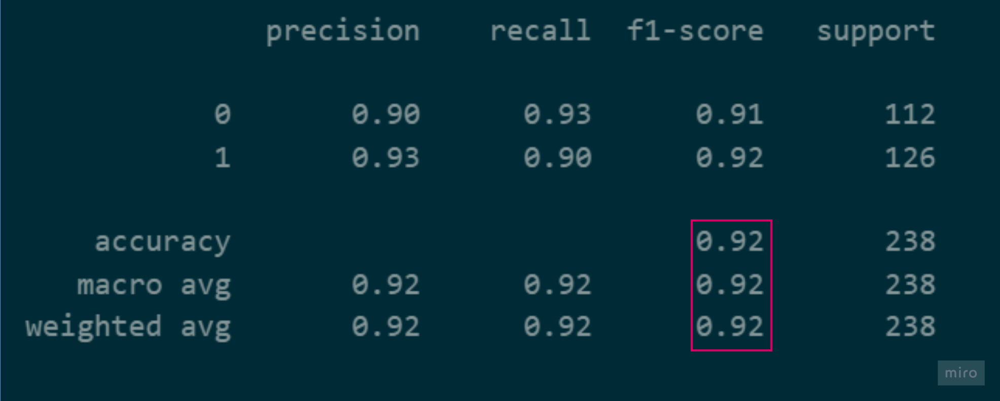 precision recall f1-score support
0 0.90 0.93 0.91 112
1 0.93 0.90 0.92 126
accuracy 0.92 238
macro avg 0.92 0.92 0.92 238
weighted avg 0.92 0.92 0.92 238
miro